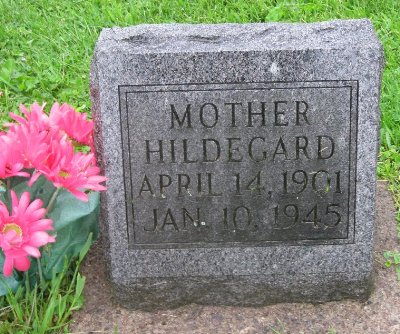 MOTHER
HILDEGARD
APRIL 14, 1901
JAN. 10, 1945